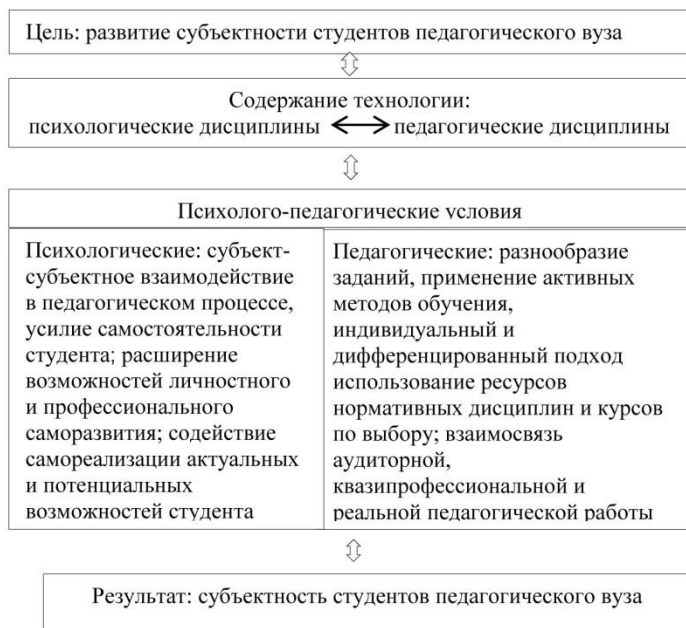 Цель: развитие субъектности студентов педагогического вуза
Содержание технологии:
психологические дисциплины педагогические дисциплины
Психолого-педагогические условия
Психологические: субъект-
субъектное взаимодействие
в педагогическом процессе,
усилие самостоятельности
студента; расширение
возможностей личностного
и профессионального
саморазвития; содействие
самореализации актуальных
и потенциальных
возможностей студента
Педагогические: разнообразие
заданий, применение активных
методов обучения,
индивидуальный и
дифференцированный подход
использование ресурсов
нормативных дисциплин и курсов
по выбору; взаимосвязь
аудиторной,
квазипрофессиональной и
реальной педагогической работы
Результат: субъектность студентов педагогического вуза